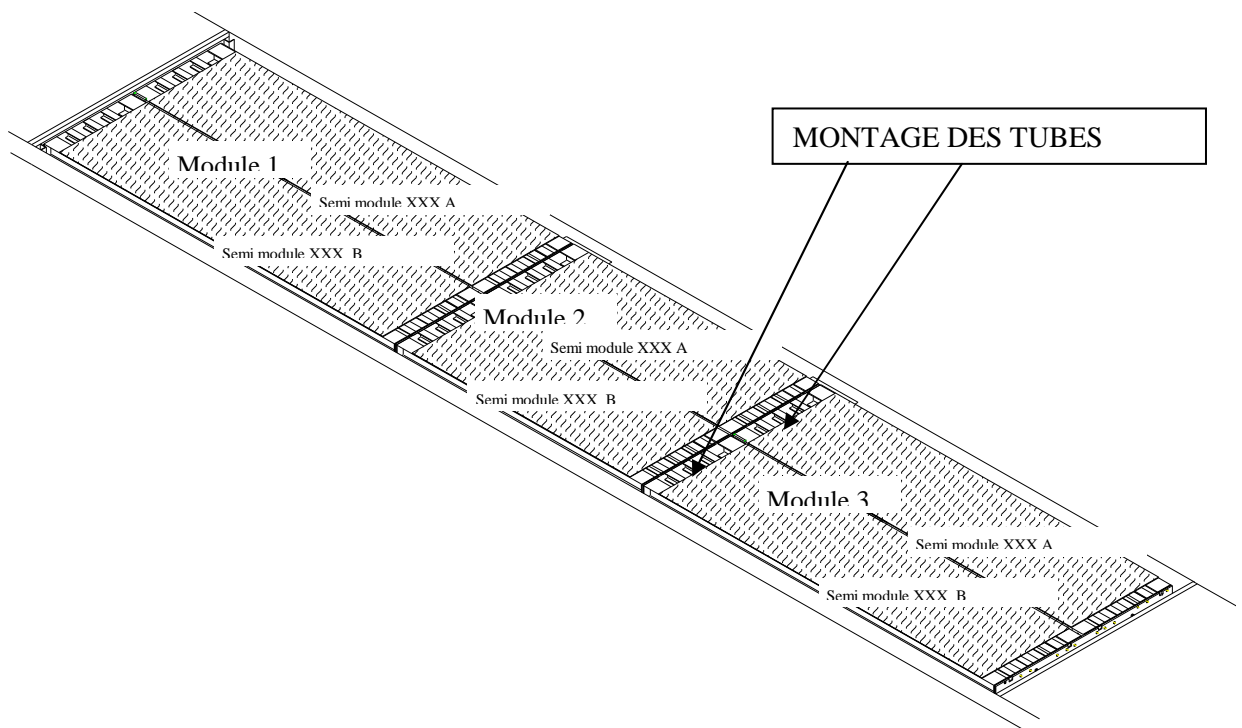 MONTAGE DES TUBES
Module 1
Semi module XXX A
Semi module XXX B
Module 2
Semi module XXX A
Semi module XXX B
Module 3
Semi module XXX A
Semi module XXX B